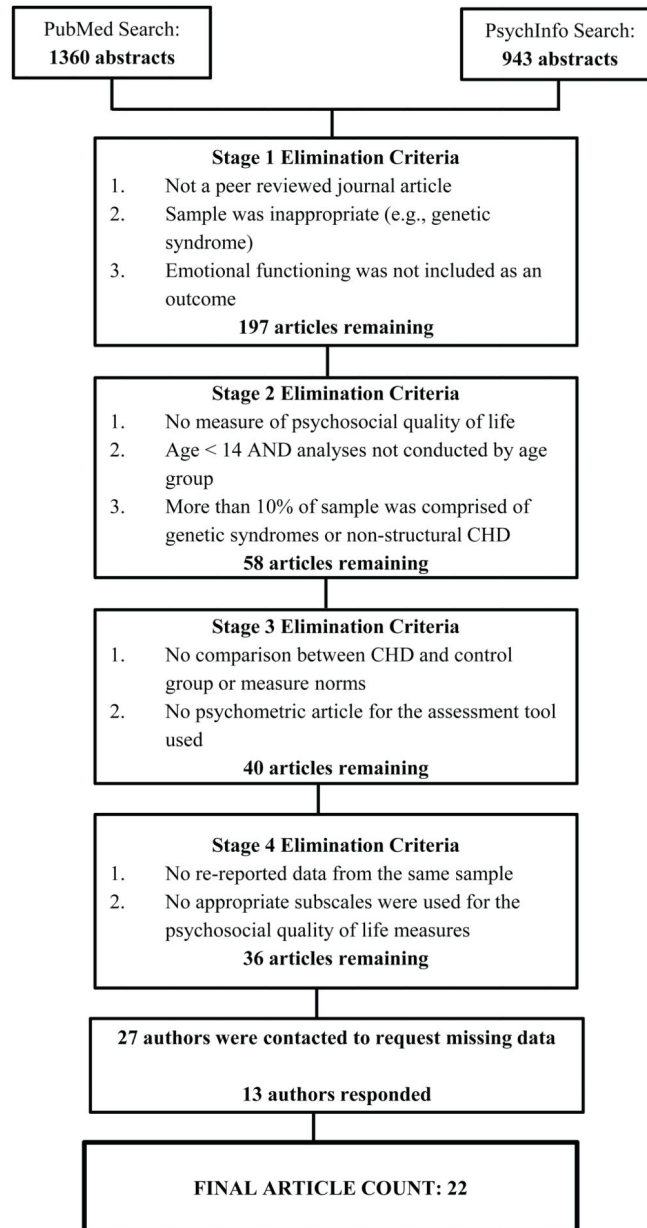 PubMed Search:
1360 abstracts
PsychInfo Search:
943 abstracts
Stage 1 Elimination Criteria
1. Not a peer reviewed journal article
2. Sample was inappropriate (e.g., genetic
syndrome)
3. Emotional functioning was not included as an
outcome
197 articles remaining
Stage 2 Elimination Criteria
1. No measure of psychosocial quality of life
2. Age < 14 AND analyses not conducted by age
group
3. More than 10% of sample was comprised of
genetic syndromes or non-structural CHD
58 articles remaining
Stage 3 Elimination Criteria
1. No comparison between CHD and control
group or measure norms
2. No psychometric article for the assessment tool
used
40 articles remaining
Stage 4 Elimination Criteria
1. No re-reported data from the same sample
2. No appropriate subscales were used for the
psychosocial quality of life measures
36 articles remaining
27 authors were contacted to request missing data
13 authors responded
FINAL ARTICLE COUNT: 22